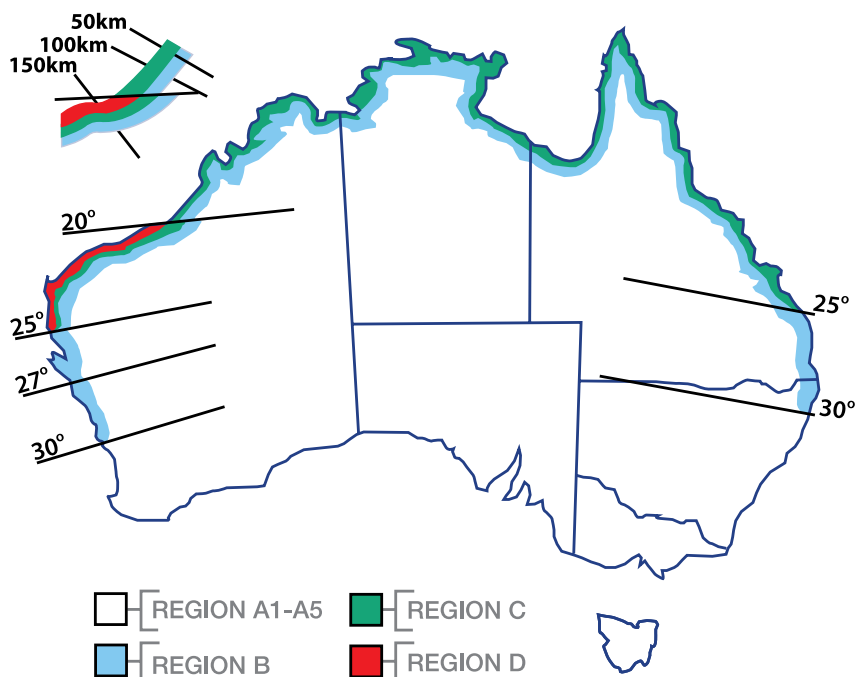 50km
100km
150km
20°
25°
27°
30°
25°
30°
REGION A1-A5
REGION C
REGION B
REGION D